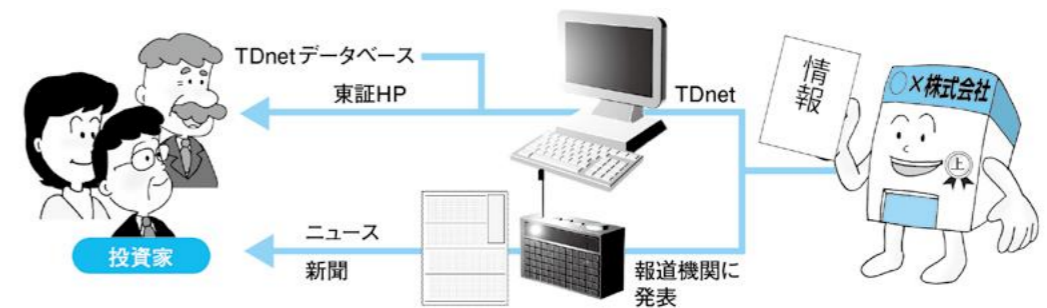 TDnetデータベース
東証HP
TDnet
情報
○×株式会社
上
ニュース
新聞
報道機関に
発表
投資家